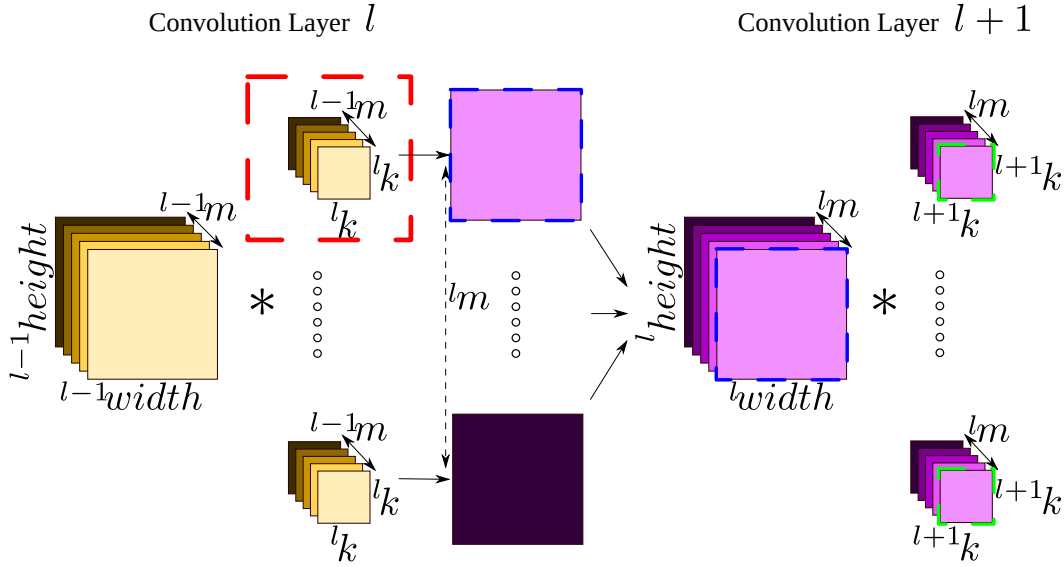 Convolution Layer l
Convolution Layer l + 1
l−1m
lk
lk
lm
l+1k
l+1k
l−1m
l−1height
l−1width
*
lm
lm
lheight
lwidth
*
l−1m
lk
lk
lm
l+1k
l+1k